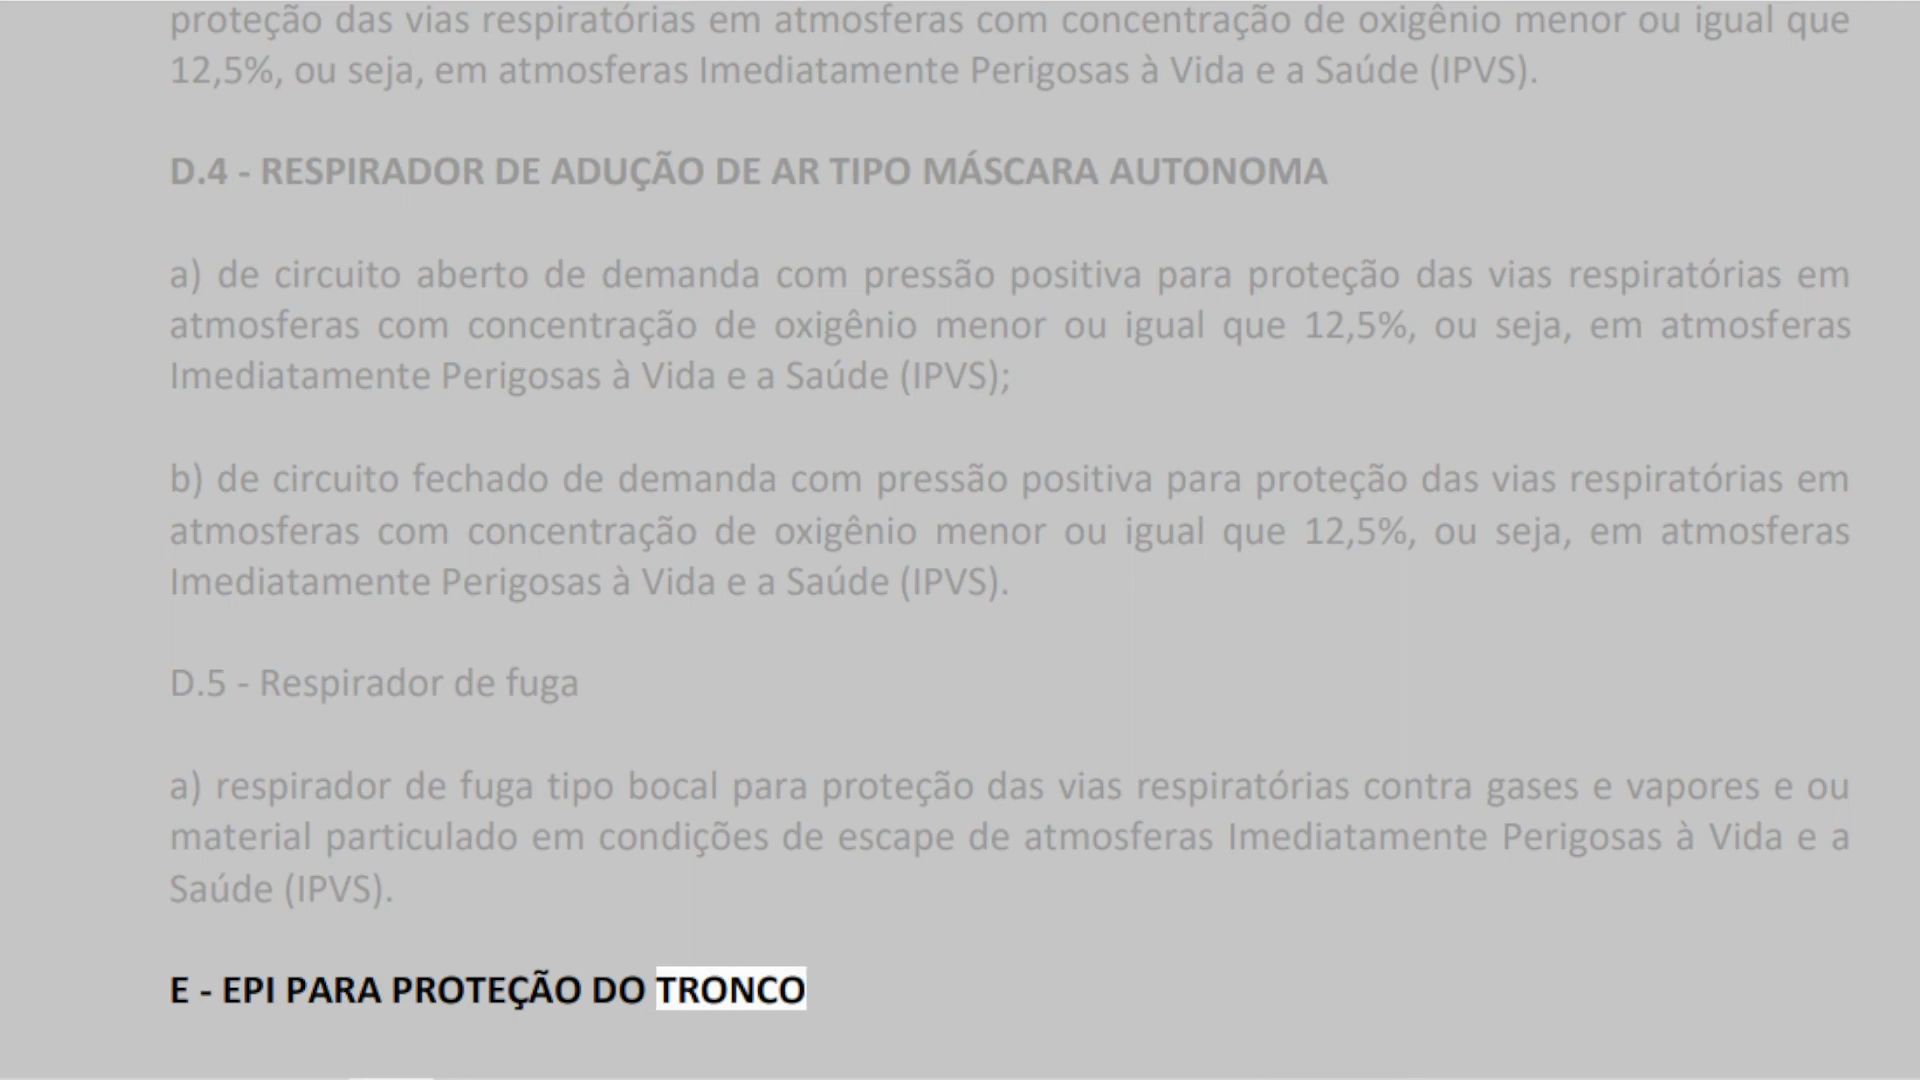 proteção das vias respiratórias em atmosferas com concentração de oxigênio menor ou igual que
12,5%, ou seja, em atmosferas Imediatamente Perigosas à Vida e a Saúde (IPVS).
D.4 - RESPIRADOR DE ADUÇÃO DE AR TIPO MÁSCARA AUTONOMA
a) de circuito aberto de demanda com pressão positiva para proteção das vias respiratórias em
atmosferas com concentração de oxigênio menor ou igual que 12,5%, ou seja, em atmosferas
Imediatamente Perigosas à Vida e a Saúde (IPVS);
b) de circuito fechado de demanda com pressão positiva para proteção das vias respiratórias em
atmosferas com concentração de oxigênio menor ou igual que 12,5%, ou seja, em atmosferas
Imediatamente Perigosas à Vida e a Saúde (IPVS).
D.5 - Respirador de fuga
a) respirador de fuga tipo bocal para proteção das vias respiratórias contra gases e vapores e ou
material particulado em condições de escape de atmosferas Imediatamente Perigosas à Vida e a
Saúde (IPVS).
E - EPI PARA PROTEÇÃO DO TRONCO